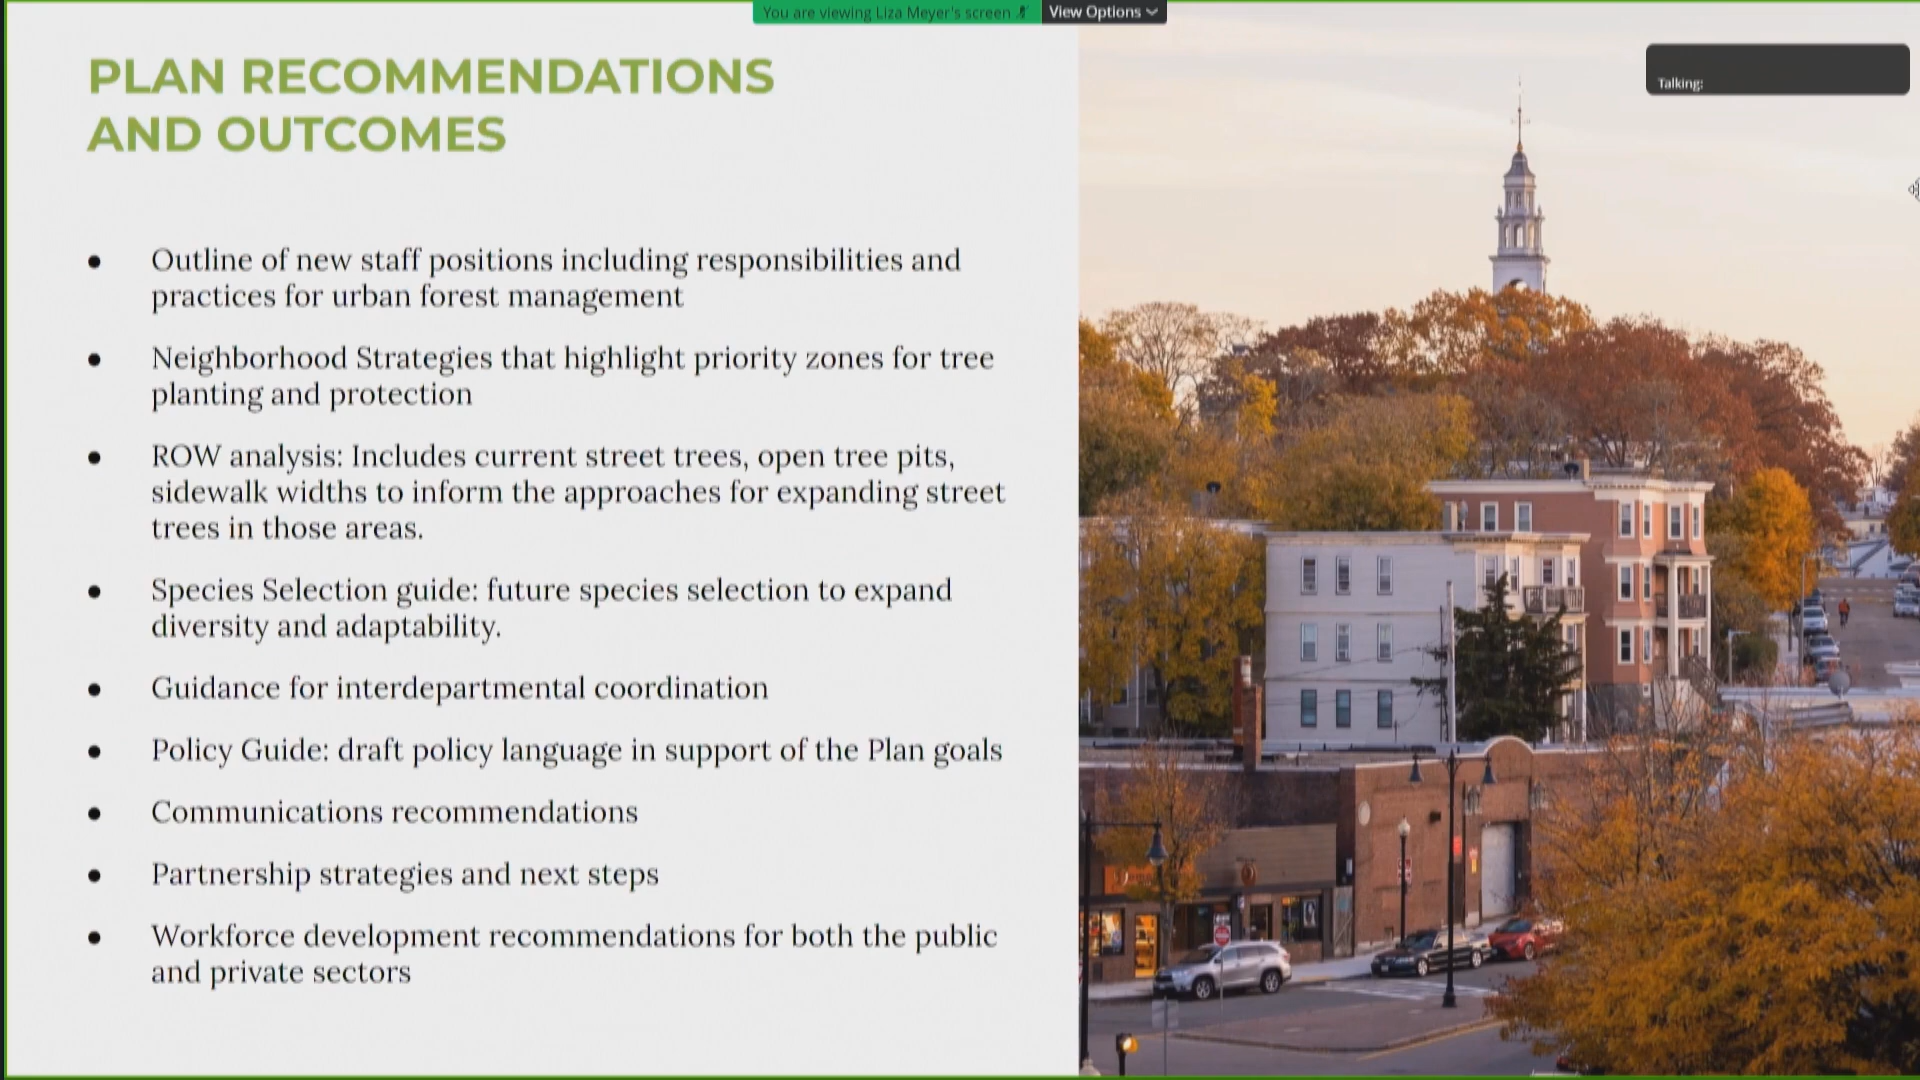 You are viewing Liza Meyer's screen
View Options
Talking:
PLAN RECOMMENDATIONS
AND OUTCOMES
● Outline of new staff positions including responsibilities and
practices for urban forest management
● Neighborhood Strategies that highlight priority zones for tree
planting and protection
● ROW analysis: Includes current street trees, open tree pits,
sidewalk widths to inform the approaches for expanding street
trees in those areas.
● Species Selection guide: future species selection to expand
diversity and adaptability.
● Guidance for interdepartmental coordination
● Policy Guide: draft policy language in support of the Plan goals
● Communications recommendations
● Partnership strategies and next steps
● Workforce development recommendations for both the public
and private sectors